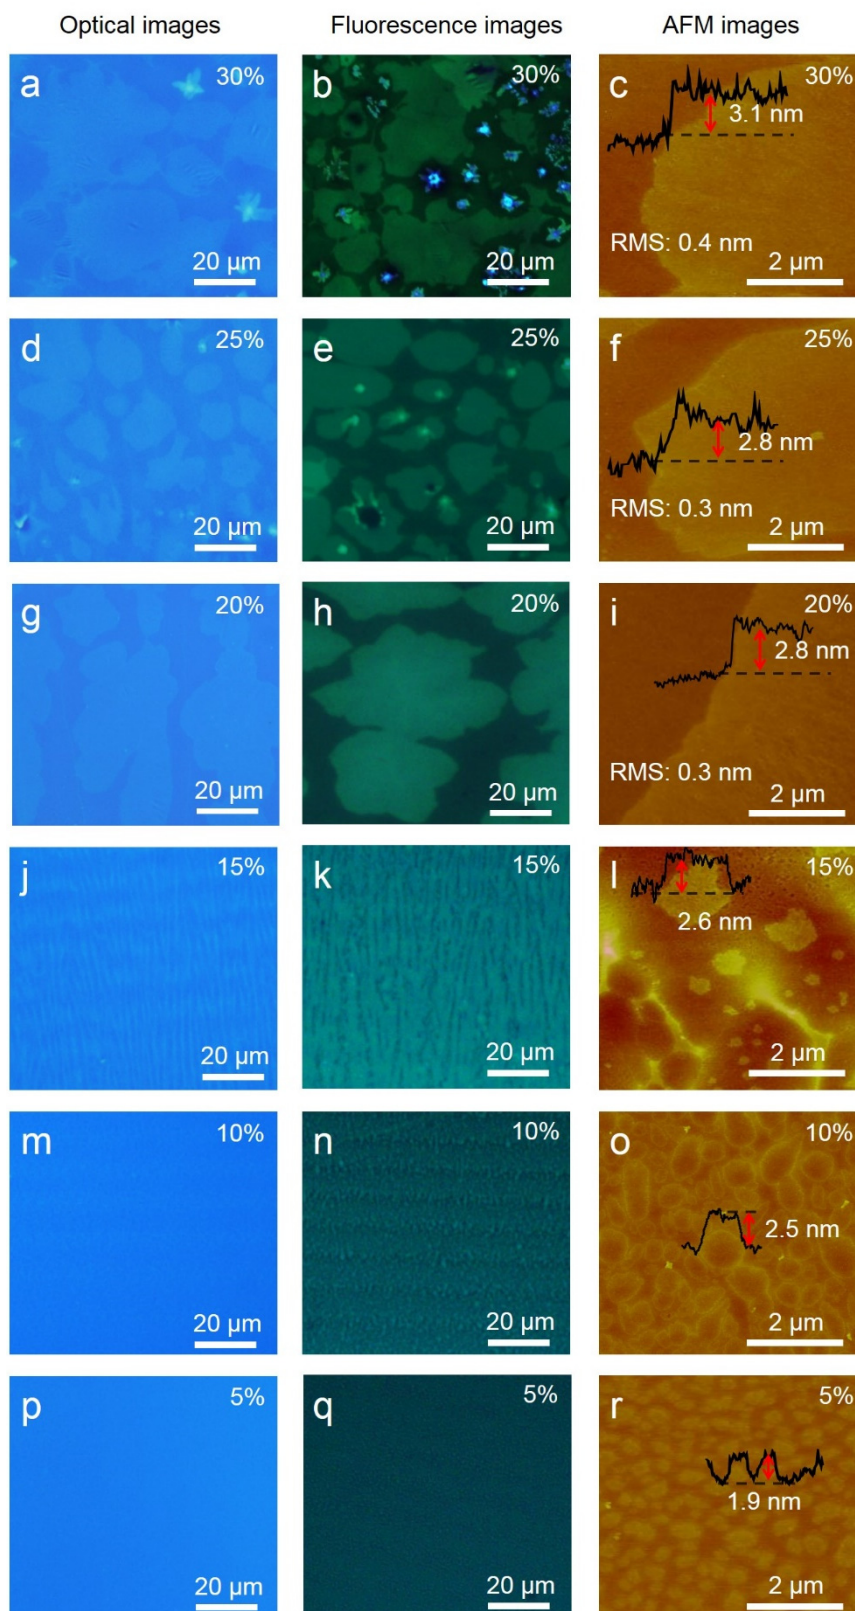 Optical images
Fluorescence images
AFM images
a
30%
20 μm
b
30%
20 μm
c
30%
3.1 nm
RMS: 0.4 nm
2 μm
d
25%
20 μm
e
25%
20 μm
f
25%
2.8 nm
RMS: 0.3 nm
2 μm
g
20%
20 μm
h
20%
20 μm
i
20%
2.8 nm
RMS: 0.3 nm
2 μm
j
15%
20 μm
k
15%
20 μm
l
15%
2.6 nm
2 μm
m
10%
20 μm
n
10%
20 μm
o
10%
2.5 nm
2 μm
p
5%
20 μm
q
5%
20 μm
r
5%
1.9 nm
2 μm